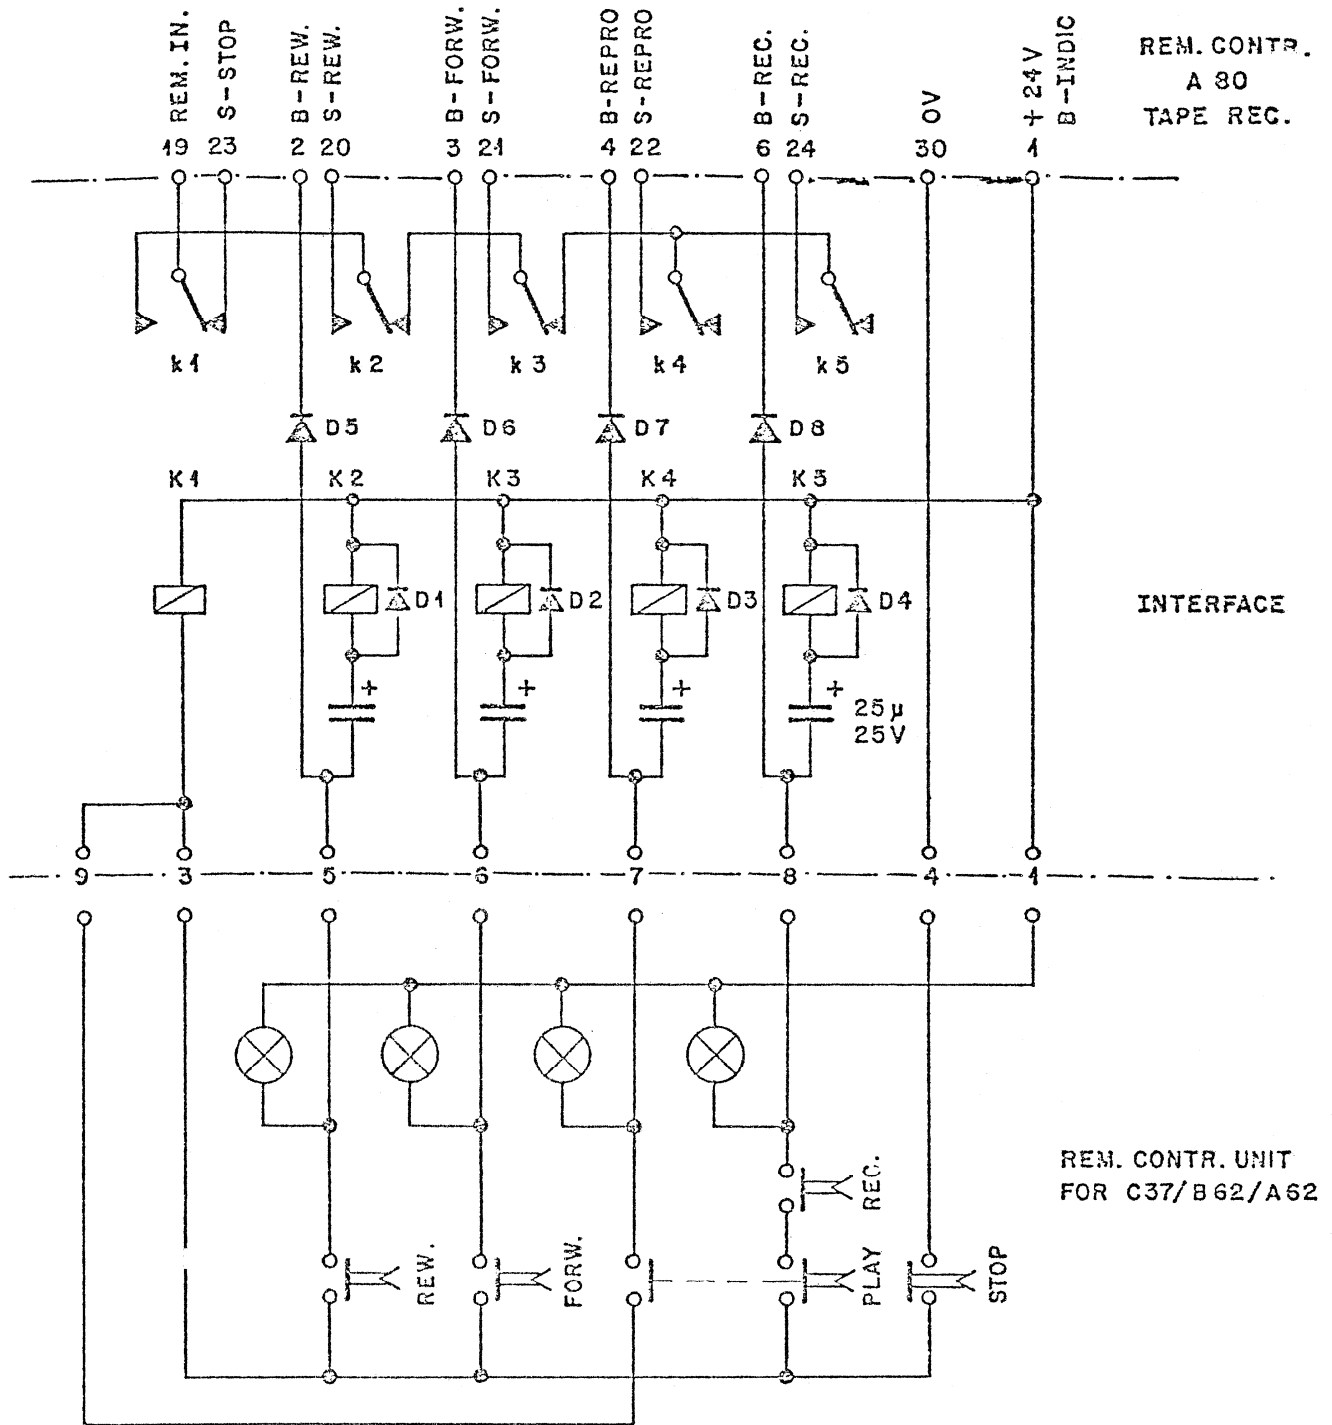 REM. IN.
S-STOP
B-REW.
S-REW.
B-FORW.
S-FORW.
B-REPRO
S-REPRO
B-REC.
S-REC.
0V
+ 24V
B-INDIC
REM. CONTR.
A 80
TAPE REC.
19 23 2 20 3 21 4 22 6 24 30 1
k1 k2 k3 k4 k5
D5 D6 D7 D8
K1 K2 K3 K4 K5
D1 D2 D3 D4
INTERFACE
+ + + +
25µ
25V
9 3 5 6 7 8 4 1
REM. CONTR. UNIT
FOR C37/B62/A62
REC.
REW.
FORW.
PLAY
STOP